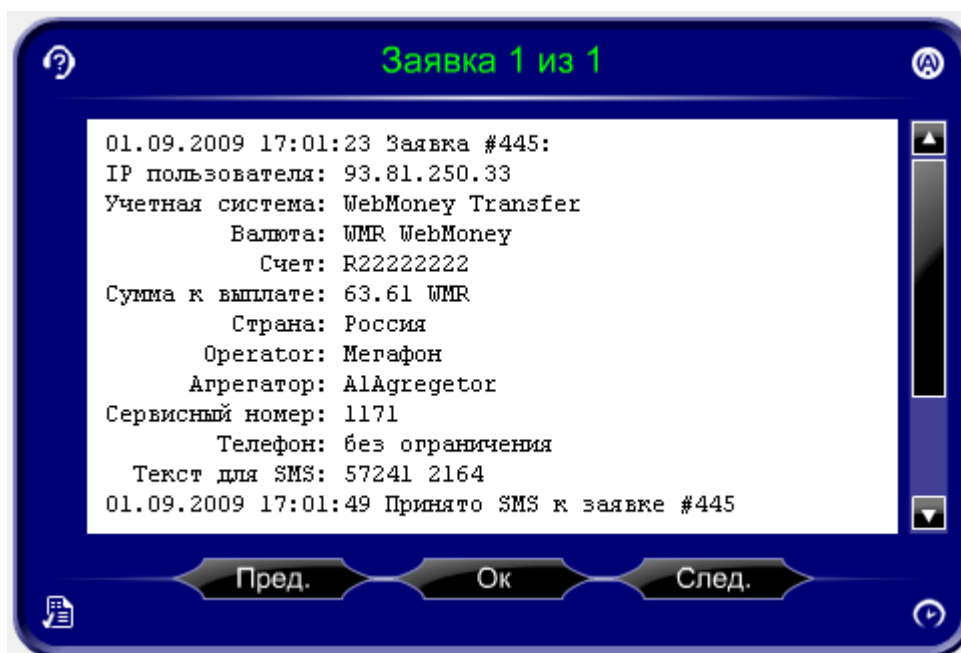 Заявка 1 из 1
01.09.2009 17:01:23 Заявка #445:
IP пользователя: 93.81.250.33
Учетная система: WebMoney Transfer
Валюта: WMR WebMoney
Счет: R22222222
Сумма к выплате: 63.61 WMR
Страна: Россия
Operator: Мегафон
Агрегатор: AlAgregetor
Сервисный номер: 1171
Телефон: без ограничения
Текст для SMS: 57241 2164
01.09.2009 17:01:49 Принято SMS к заявке #445
Пред. Ок След.